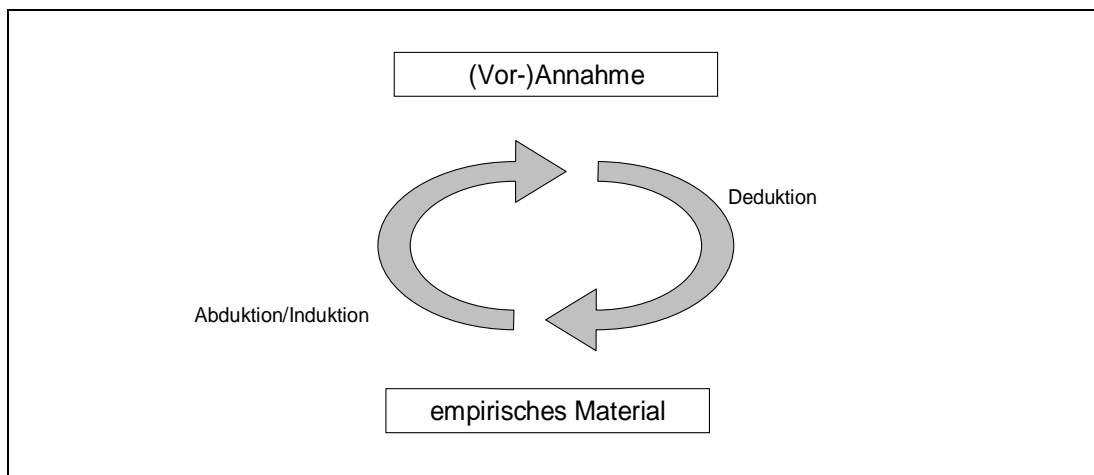 (Vor-)Annahme
Deduktion
Abduktion/Induktion
empirisches Material